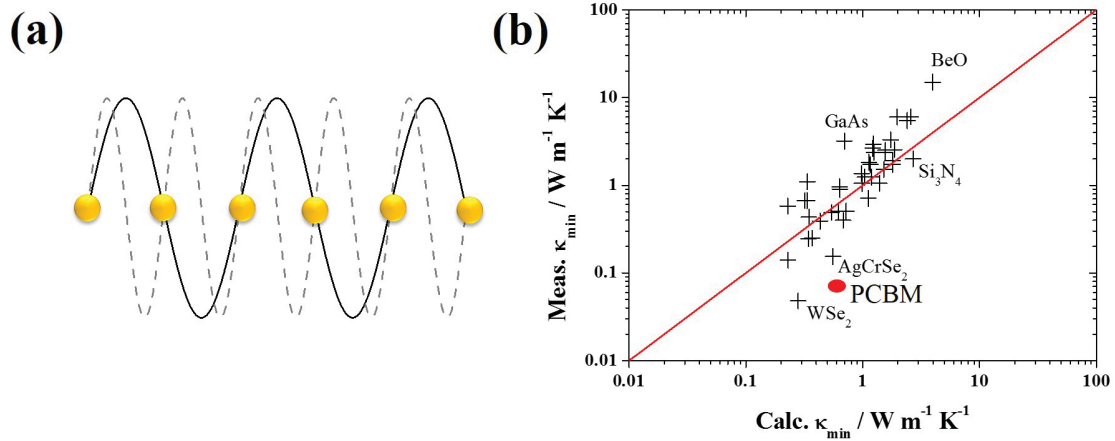 (a)
(b)
Meas. κmin / W m⁻¹ K⁻¹
100
10
1
0.1
0.01
BeO
GaAs
Si₃N₄
AgCrSe₂
PCBM
WSe₂
0.01 0.1 1 10 100
Calc. κmin / W m⁻¹ K⁻¹